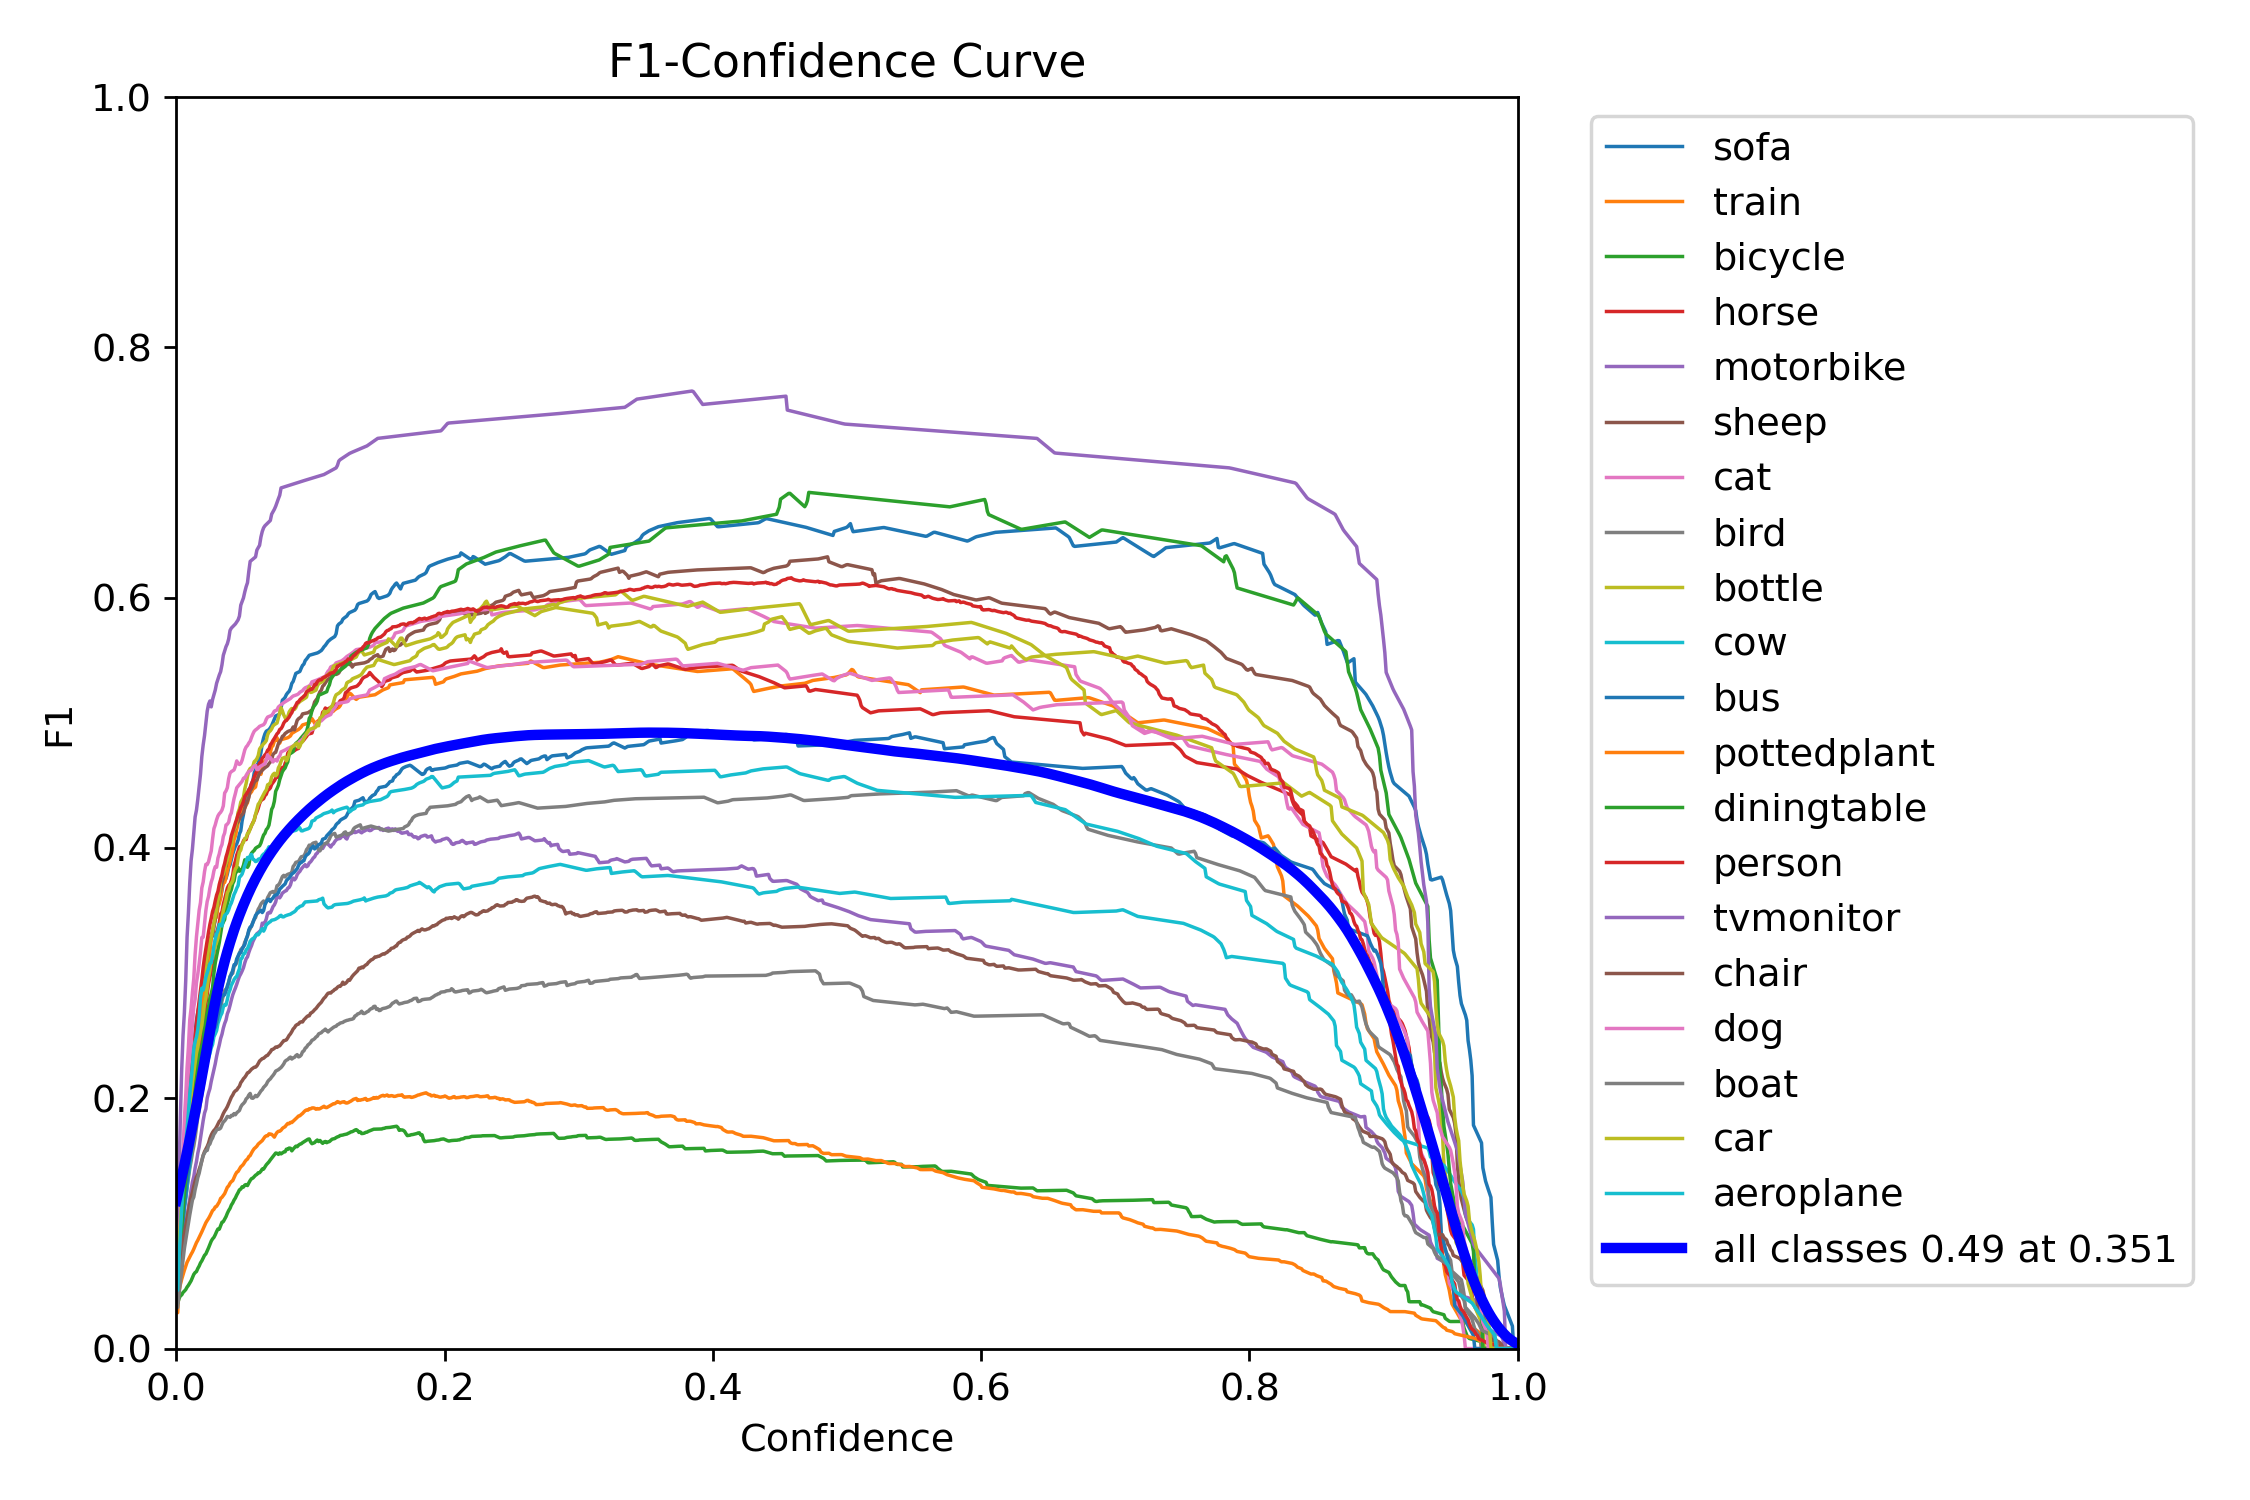 F1-Confidence Curve
1.0
0.8
0.6
0.4
0.2
0.0
F1
0.0 0.2 0.4 0.6 0.8 1.0
Confidence
sofa
train
bicycle
horse
motorbike
sheep
cat
bird
bottle
cow
bus
pottedplant
diningtable
person
tvmonitor
chair
dog
boat
car
aeroplane
all classes 0.49 at 0.351